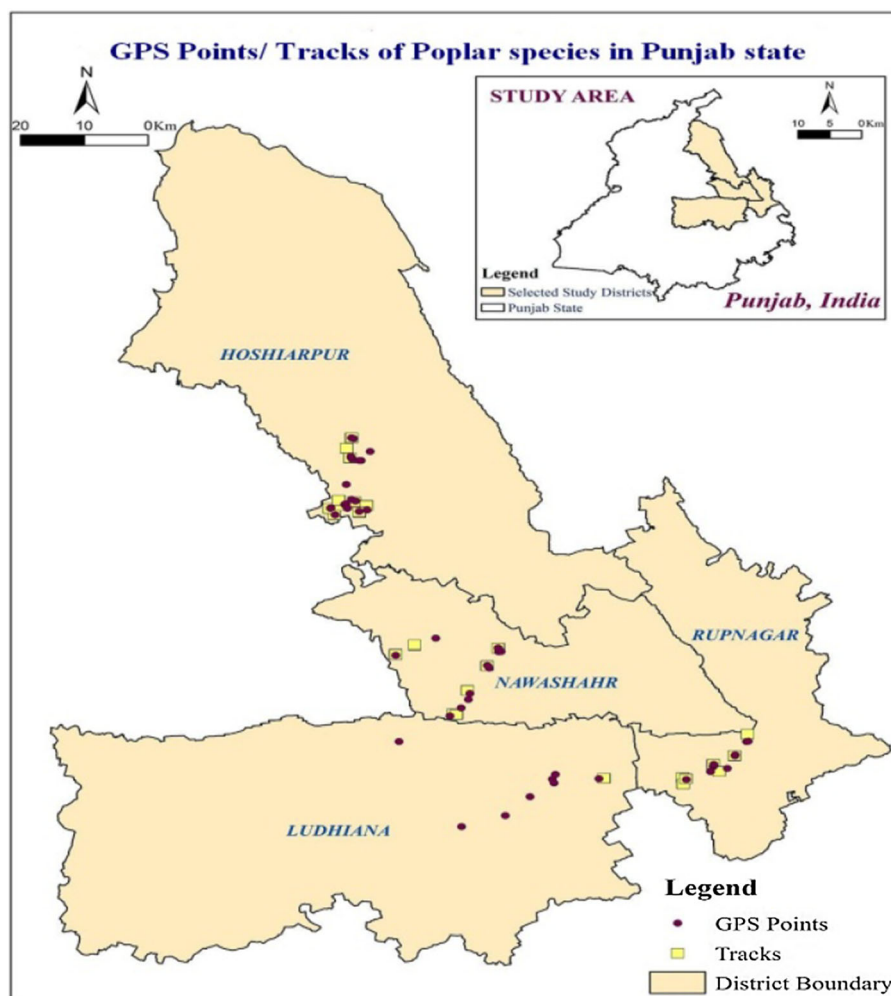 GPS Points/ Tracks of Poplar species in Punjab state
N
20 10 0Km
STUDY AREA
N
10 5 0Km
Legend
Selected Study Districts
Punjab State
Punjab, India
HOSHIARPUR
RUPNAGAR
NAWASHAHR
LUDHIANA
Legend
GPS Points
Tracks
District Boundary